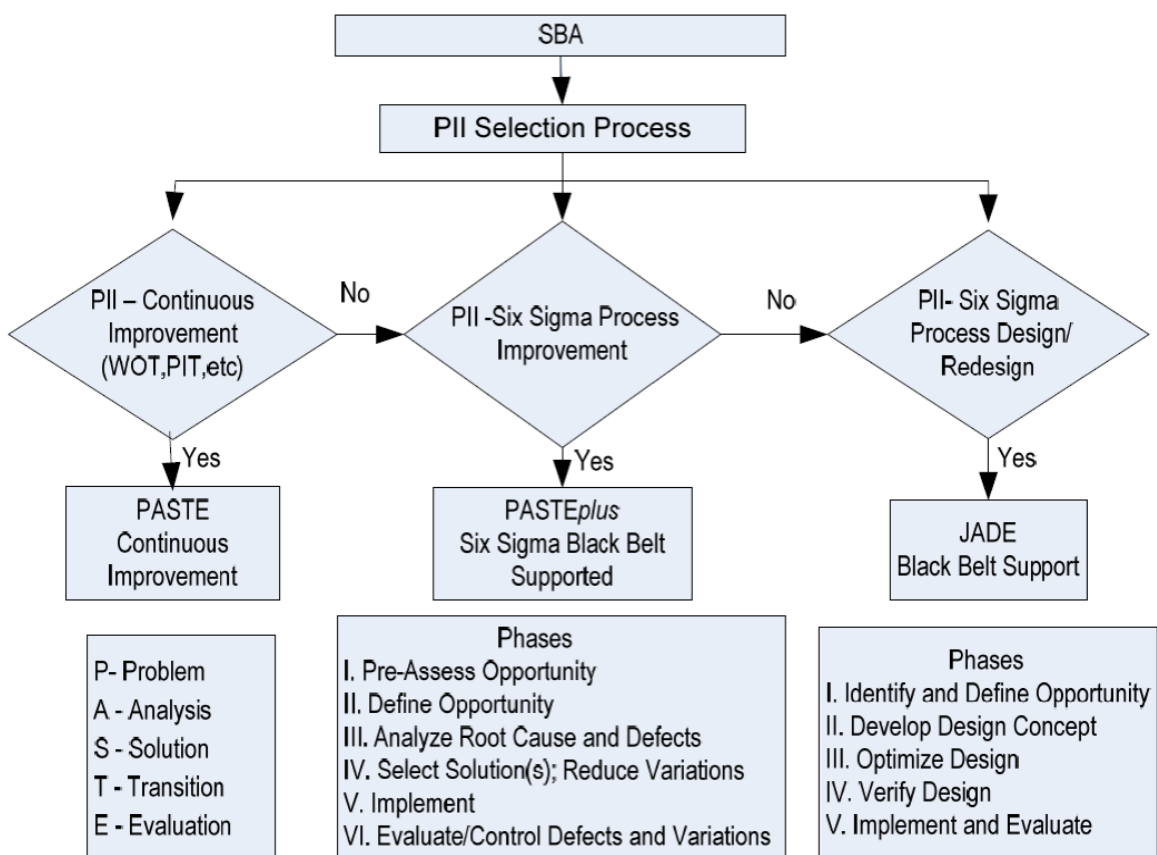 SBA
PII Selection Process
PII – Continuous
Improvement
(WOT,PIT,etc)
No
PII -Six Sigma Process
Improvement
No
PII- Six Sigma
Process Design/
Redesign
Yes
Yes
Yes
PASTE
Continuous
Improvement
PASTEplus
Six Sigma Black Belt
Supported
JADE
Black Belt Support
P- Problem
A - Analysis
S - Solution
T - Transition
E - Evaluation
Phases
I. Pre-Assess Opportunity
II. Define Opportunity
III. Analyze Root Cause and Defects
IV. Select Solution(s); Reduce Variations
V. Implement
VI. Evaluate/Control Defects and Variations
Phases
I. Identify and Define Opportunity
II. Develop Design Concept
III. Optimize Design
IV. Verify Design
V. Implement and Evaluate